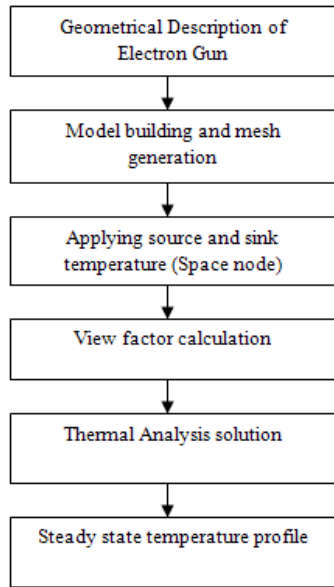 Geometrical Description of
Electron Gun
Model building and mesh
generation
Applying source and sink
temperature (Space node)
View factor calculation
Thermal Analysis solution
Steady state temperature profile